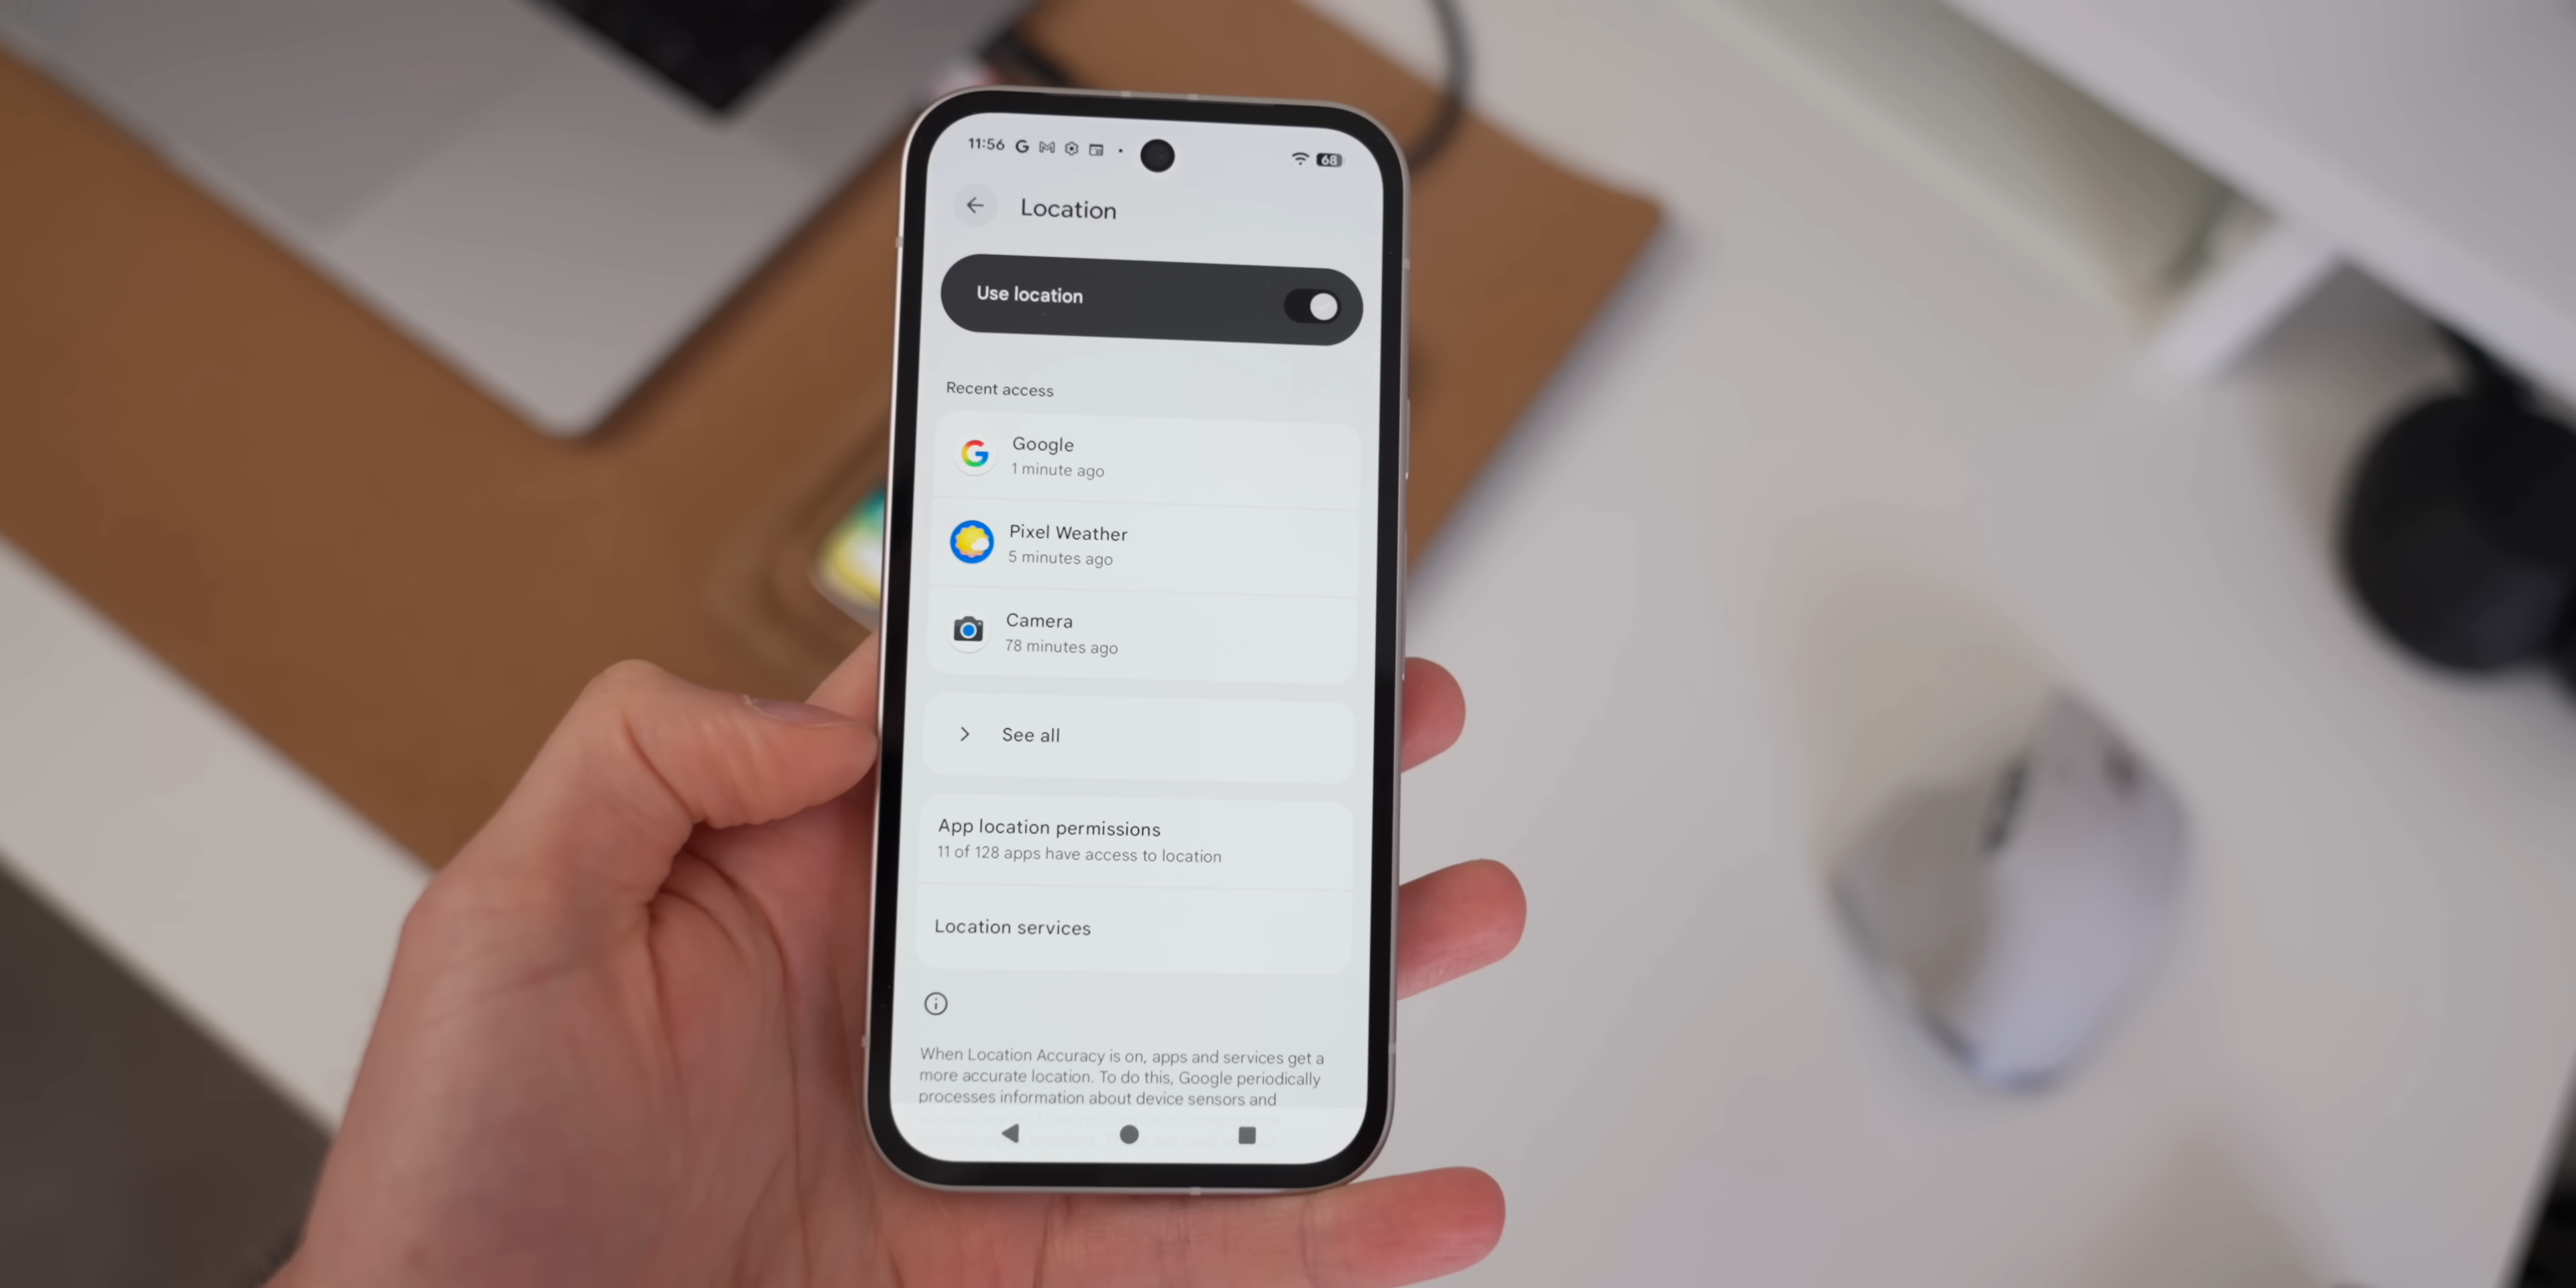 11:56
68
Location
Use location
Recent access
Google
1 minute ago
Pixel Weather
5 minutes ago
Camera
78 minutes ago
See all
App location permissions
11 of 128 apps have access to location
Location services
When Location Accuracy is on, apps and services get a
more accurate location. To do this, Google periodically
processes information about device sensors and